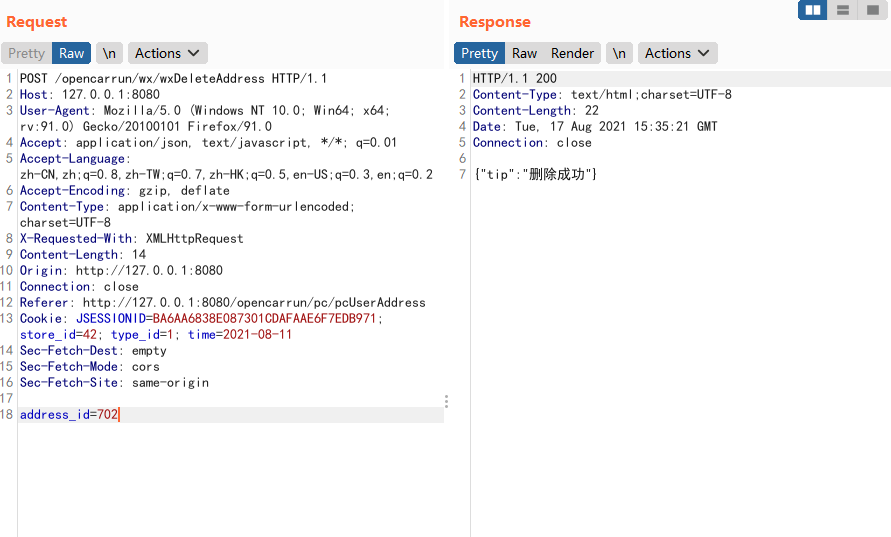 Request
Pretty Raw \n Actions
1 POST /opencarrun/wx/wxDeleteAddress HTTP/1.1
2 Host: 127.0.0.1:8080
3 User-Agent: Mozilla/5.0 (Windows NT 10.0; Win64; x64;
rv:91.0) Gecko/20100101 Firefox/91.0
4 Accept: application/json, text/javascript, */*; q=0.01
5 Accept-Language:
zh-CN,zh;q=0.8,zh-TW;q=0.7,zh-HK;q=0.5,en-US;q=0.3,en;q=0.2
6 Accept-Encoding: gzip, deflate
7 Content-Type: application/x-www-form-urlencoded;
charset=UTF-8
8 X-Requested-With: XMLHttpRequest
9 Content-Length: 14
10 Origin: http://127.0.0.1:8080
11 Connection: close
12 Referer: http://127.0.0.1:8080/opencarrun/pc/pcUserAddress
13 Cookie: JSESSIONID=BA6AA6838E087301CDAFAAE6F7EDB971;
store_id=42; type_id=1; time=2021-08-11
14 Sec-Fetch-Dest: empty
15 Sec-Fetch-Mode: cors
16 Sec-Fetch-Site: same-origin
17
18 address_id=702
Response
Pretty Raw Render \n Actions
1 HTTP/1.1 200
2 Content-Type: text/html;charset=UTF-8
3 Content-Length: 22
4 Date: Tue, 17 Aug 2021 15:35:21 GMT
5 Connection: close
6
7 {"tip":"删除成功"}